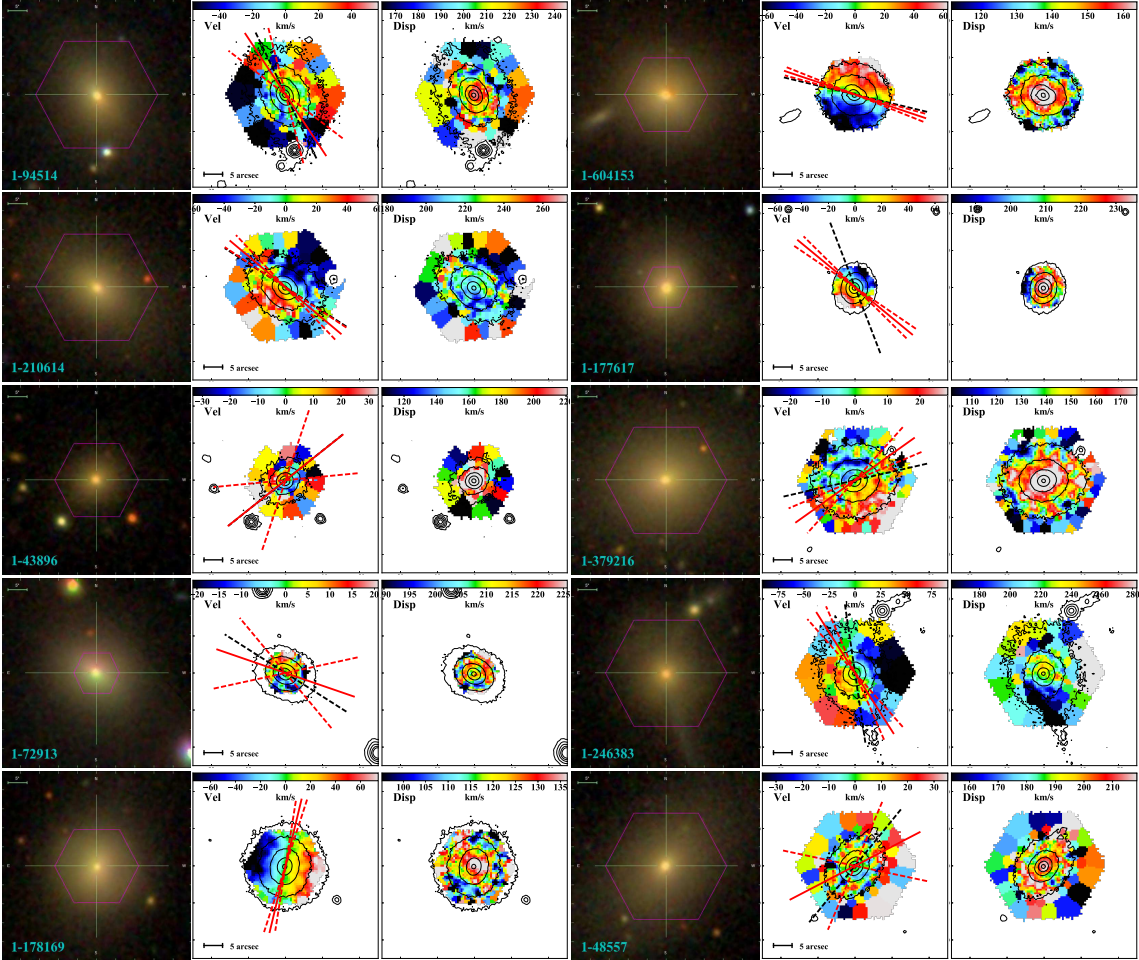 −40 −20 0 20 40
Vel km/s
5 arcsec
170 180 190 200 210 220 230 240
Disp km/s
1-94514
−60 −40 −20 0 20 40 60
Vel km/s
5 arcsec
120 130 140 150 160
Disp km/s
1-604153
−60 −40 −20 0 20 40 60
Vel km/s
5 arcsec
180 200 220 240 260
Disp km/s
1-210614
−60 −40 −20 0 20 40
Vel km/s
5 arcsec
200 210 220 230
Disp km/s
1-177617
−30 −20 −10 0 10 20 30
Vel km/s
5 arcsec
120 140 160 180 200 220
Disp km/s
1-43896
−20 −10 0 10 20
Vel km/s
5 arcsec
110 120 130 140 150 160 170
Disp km/s
1-379216
−20 −15 −10 −5 0 5 10 15 20
Vel km/s
5 arcsec
190 195 200 205 210 215 220 225
Disp km/s
1-72913
−75 −50 −25 0 25 50 75
Vel km/s
5 arcsec
180 200 220 240 260 280
Disp km/s
1-246383
−60 −40 −20 0 20 40 60
Vel km/s
5 arcsec
100 105 110 115 120 125 130 135
Disp km/s
1-178169
−30 −20 −10 0 10 20 30
Vel km/s
5 arcsec
160 170 180 190 200 210
Disp km/s
1-48557